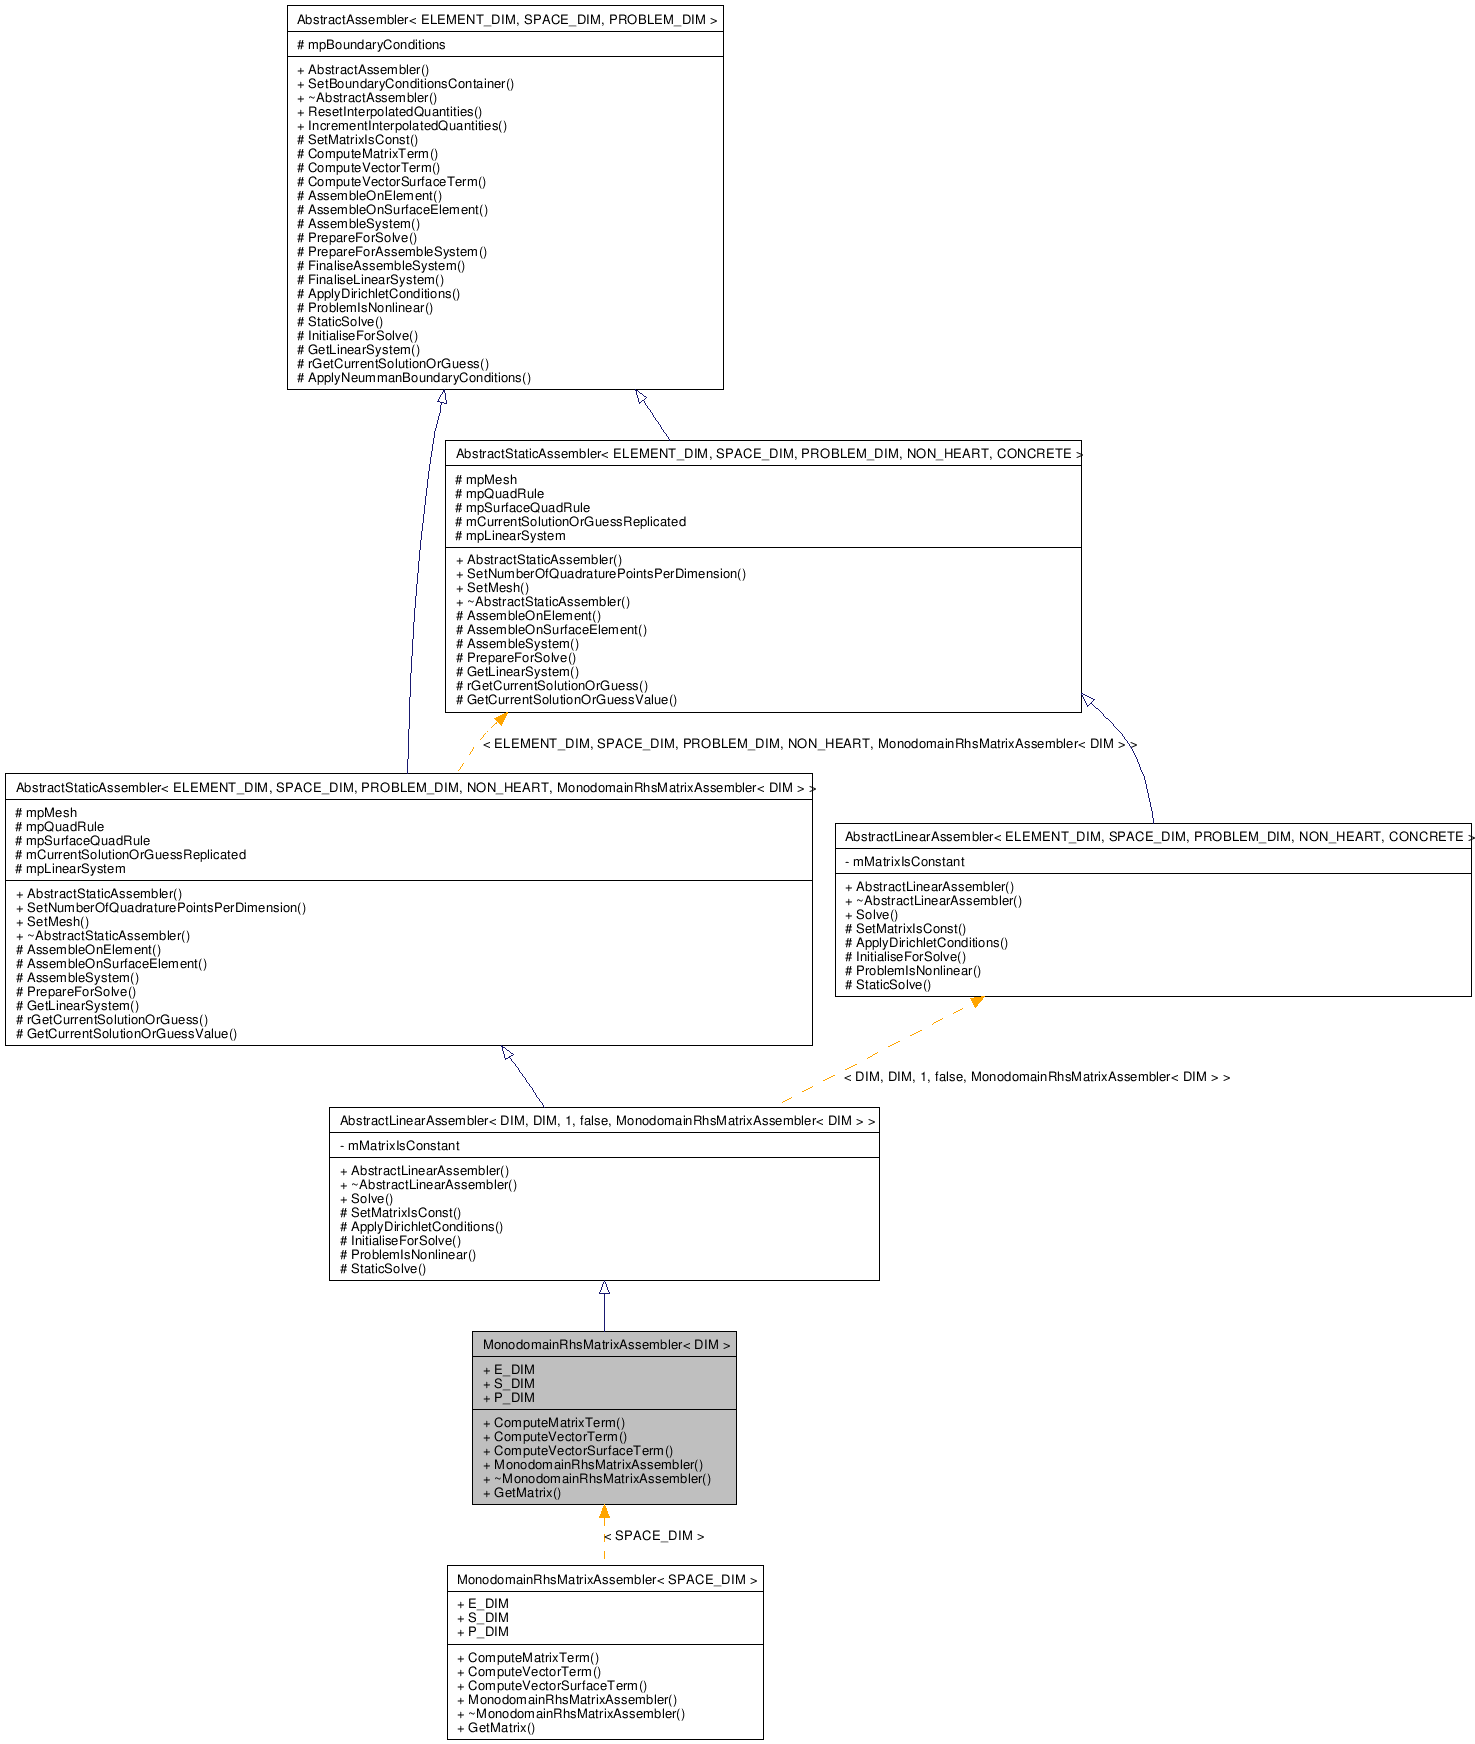 AbstractAssembler< ELEMENT_DIM, SPACE_DIM, PROBLEM_DIM >
# mpBoundaryConditions
+ AbstractAssembler()
+ SetBoundaryConditionsContainer()
+ ~AbstractAssembler()
+ ResetInterpolatedQuantities()
+ IncrementInterpolatedQuantities()
# SetMatrixIsConst()
# ComputeMatrixTerm()
# ComputeVectorTerm()
# ComputeVectorSurfaceTerm()
# AssembleOnElement()
# AssembleOnSurfaceElement()
# AssembleSystem()
# PrepareForSolve()
# PrepareForAssembleSystem()
# FinaliseAssembleSystem()
# FinaliseLinearSystem()
# ApplyDirichletConditions()
# ProblemIsNonlinear()
# StaticSolve()
# InitialiseForSolve()
# GetLinearSystem()
# rGetCurrentSolutionOrGuess()
# ApplyNeummanBoundaryConditions()
AbstractStaticAssembler< ELEMENT_DIM, SPACE_DIM, PROBLEM_DIM, NON_HEART, CONCRETE >
# mpMesh
# mpQuadRule
# mpSurfaceQuadRule
# mCurrentSolutionOrGuessReplicated
# mpLinearSystem
+ AbstractStaticAssembler()
+ SetNumberOfQuadraturePointsPerDimension()
+ SetMesh()
+ ~AbstractStaticAssembler()
# AssembleOnElement()
# AssembleOnSurfaceElement()
# AssembleSystem()
# PrepareForSolve()
# GetLinearSystem()
# rGetCurrentSolutionOrGuess()
# GetCurrentSolutionOrGuessValue()
< ELEMENT_DIM, SPACE_DIM, PROBLEM_DIM, NON_HEART, MonodomainRhsMatrixAssembler< DIM > >
AbstractStaticAssembler< ELEMENT_DIM, SPACE_DIM, PROBLEM_DIM, NON_HEART, MonodomainRhsMatrixAssembler< DIM > >
# mpMesh
# mpQuadRule
# mpSurfaceQuadRule
# mCurrentSolutionOrGuessReplicated
# mpLinearSystem
+ AbstractStaticAssembler()
+ SetNumberOfQuadraturePointsPerDimension()
+ SetMesh()
+ ~AbstractStaticAssembler()
# AssembleOnElement()
# AssembleOnSurfaceElement()
# AssembleSystem()
# PrepareForSolve()
# GetLinearSystem()
# rGetCurrentSolutionOrGuess()
# GetCurrentSolutionOrGuessValue()
AbstractLinearAssembler< ELEMENT_DIM, SPACE_DIM, PROBLEM_DIM, NON_HEART, CONCRETE >
- mMatrixIsConstant
+ AbstractLinearAssembler()
+ ~AbstractLinearAssembler()
+ Solve()
# SetMatrixIsConst()
# ApplyDirichletConditions()
# InitialiseForSolve()
# ProblemIsNonlinear()
# StaticSolve()
< DIM, DIM, 1, false, MonodomainRhsMatrixAssembler< DIM > >
AbstractLinearAssembler< DIM, DIM, 1, false, MonodomainRhsMatrixAssembler< DIM > >
- mMatrixIsConstant
+ AbstractLinearAssembler()
+ ~AbstractLinearAssembler()
+ Solve()
# SetMatrixIsConst()
# ApplyDirichletConditions()
# InitialiseForSolve()
# ProblemIsNonlinear()
# StaticSolve()
MonodomainRhsMatrixAssembler< DIM >
+ E_DIM
+ S_DIM
+ P_DIM
+ ComputeMatrixTerm()
+ ComputeVectorTerm()
+ ComputeVectorSurfaceTerm()
+ MonodomainRhsMatrixAssembler()
+ ~MonodomainRhsMatrixAssembler()
+ GetMatrix()
< SPACE_DIM >
MonodomainRhsMatrixAssembler< SPACE_DIM >
+ E_DIM
+ S_DIM
+ P_DIM
+ ComputeMatrixTerm()
+ ComputeVectorTerm()
+ ComputeVectorSurfaceTerm()
+ MonodomainRhsMatrixAssembler()
+ ~MonodomainRhsMatrixAssembler()
+ GetMatrix()